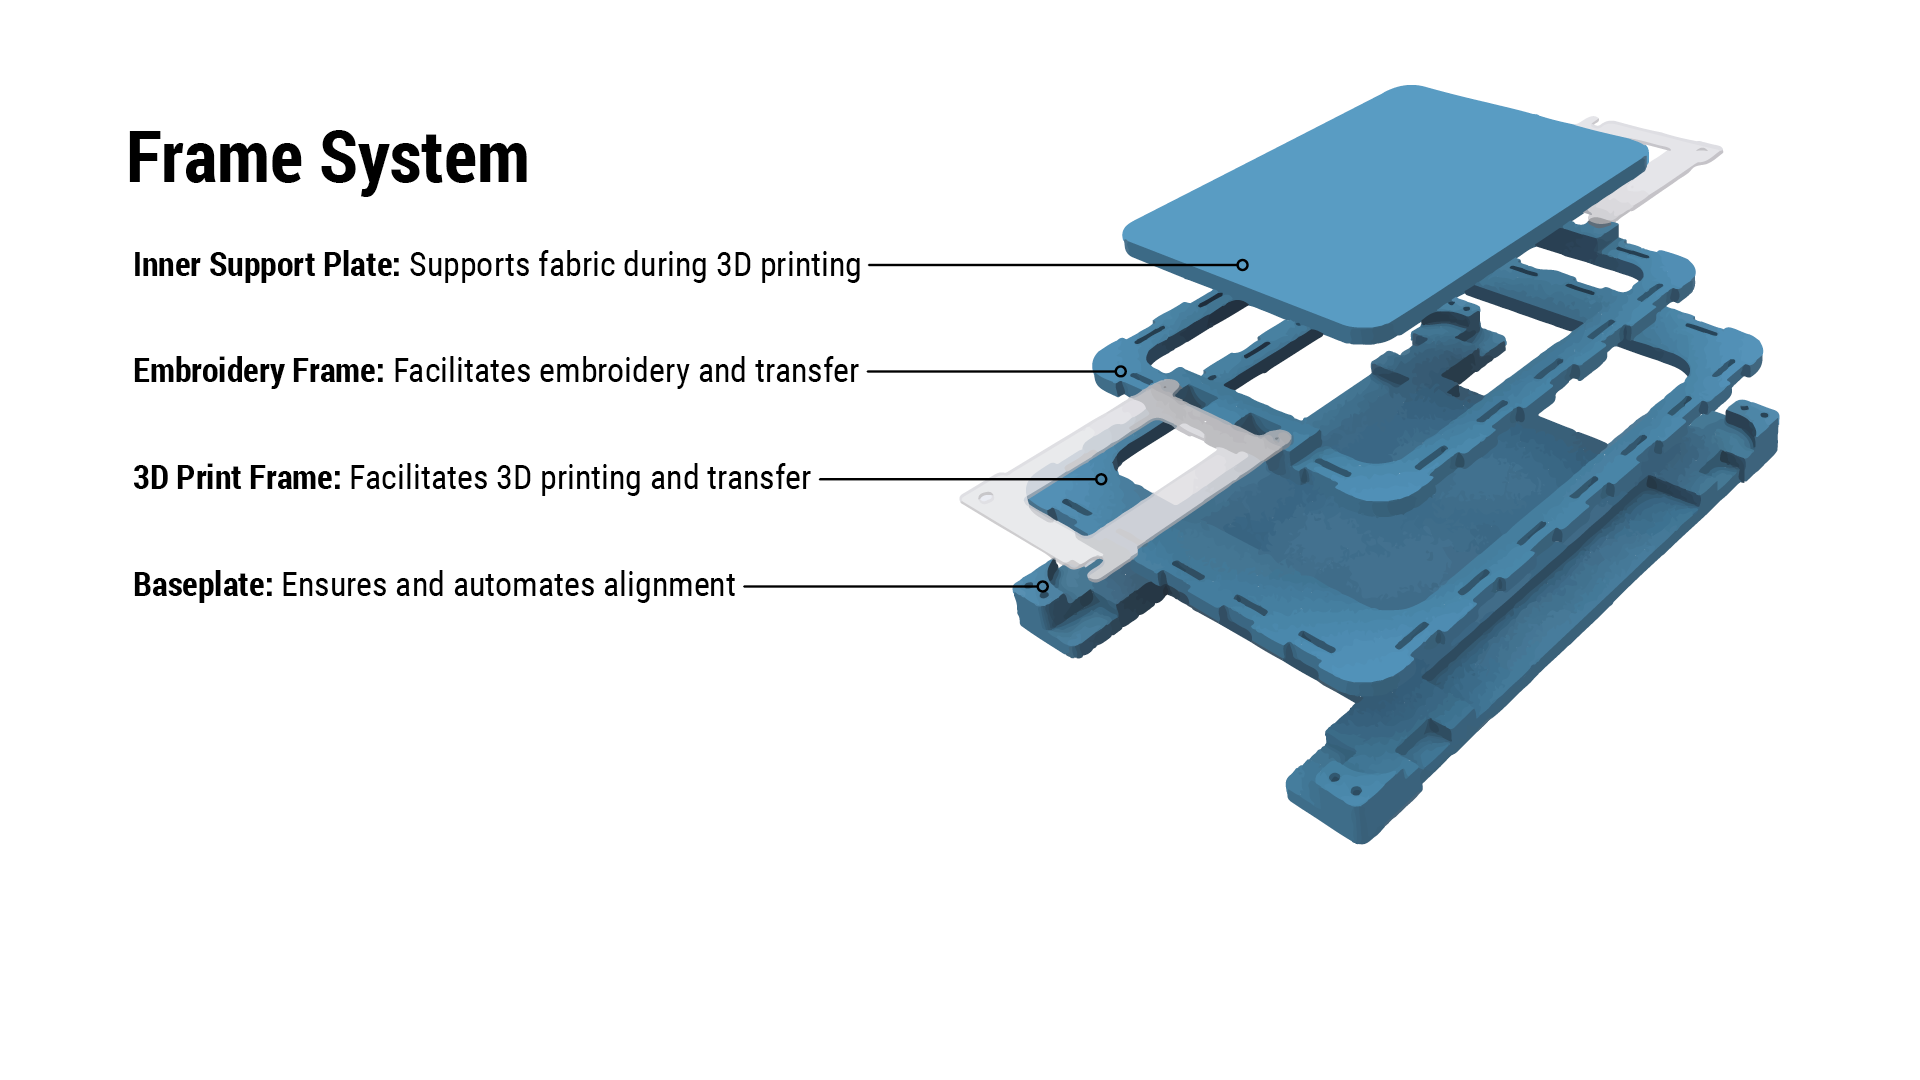 Frame System
Inner Support Plate: Supports fabric during 3D printing
Embroidery Frame: Facilitates embroidery and transfer
3D Print Frame: Facilitates 3D printing and transfer
Baseplate: Ensures and automates alignment